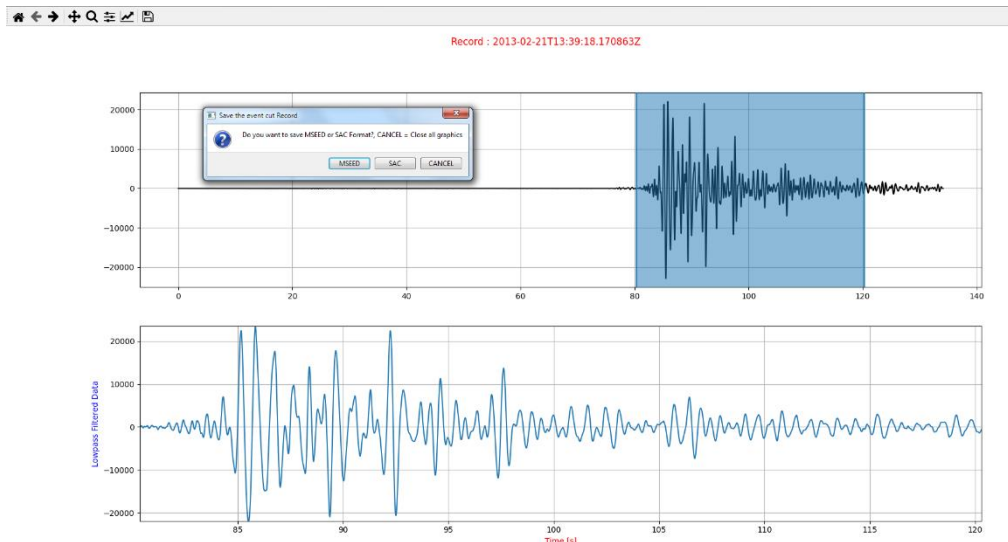 Record : 2013-02-21T13:39:18.170863Z
Save the event cut Record
Do you want to save MSEED or SAC Format?, CANCEL = Close all graphics
MSEED SAC CANCEL
20000
10000
0
−10000
−20000
0 20 40 60 80 100 120 140
Lowpass Filtered Data
20000
10000
0
−10000
−20000
85 90 95 100 105 110 115 120
Time [s]